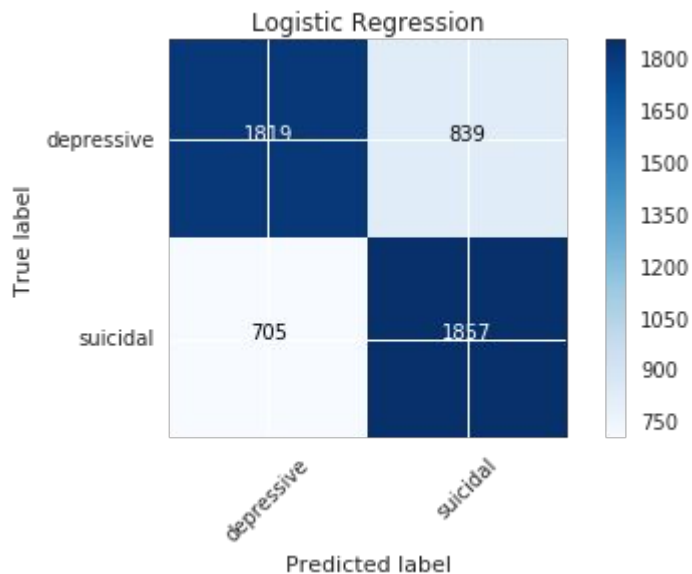 Logistic Regression
True label
depressive
1819
839
suicidal
705
1857
depressive
suicidal
Predicted label
1800
1650
1500
1350
1200
1050
900
750